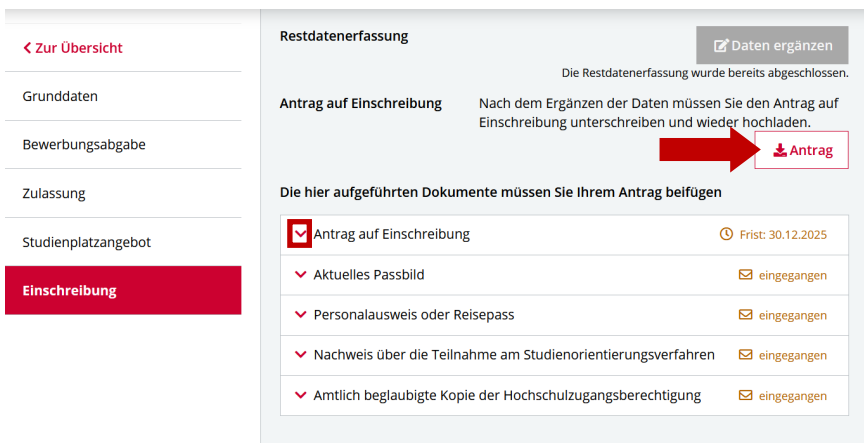 Zur Übersicht
Grunddaten
Bewerbungsabgabe
Zulassung
Studienplatzangebot
Einschreibung
Restdatenerfassung
Daten ergänzen
Die Restdatenerfassung wurde bereits abgeschlossen.
Antrag auf Einschreibung
Nach dem Ergänzen der Daten müssen Sie den Antrag auf
Einschreibung unterschreiben und wieder hochladen.
Antrag
Die hier aufgeführten Dokumente müssen Sie Ihrem Antrag beifügen
Antrag auf Einschreibung Frist: 30.12.2025
Aktuelles Passbild eingegangen
Personalausweis oder Reisepass eingegangen
Nachweis über die Teilnahme am Studienorientierungsverfahren eingegangen
Amtlich beglaubigte Kopie der Hochschulzugangsberechtigung eingegangen